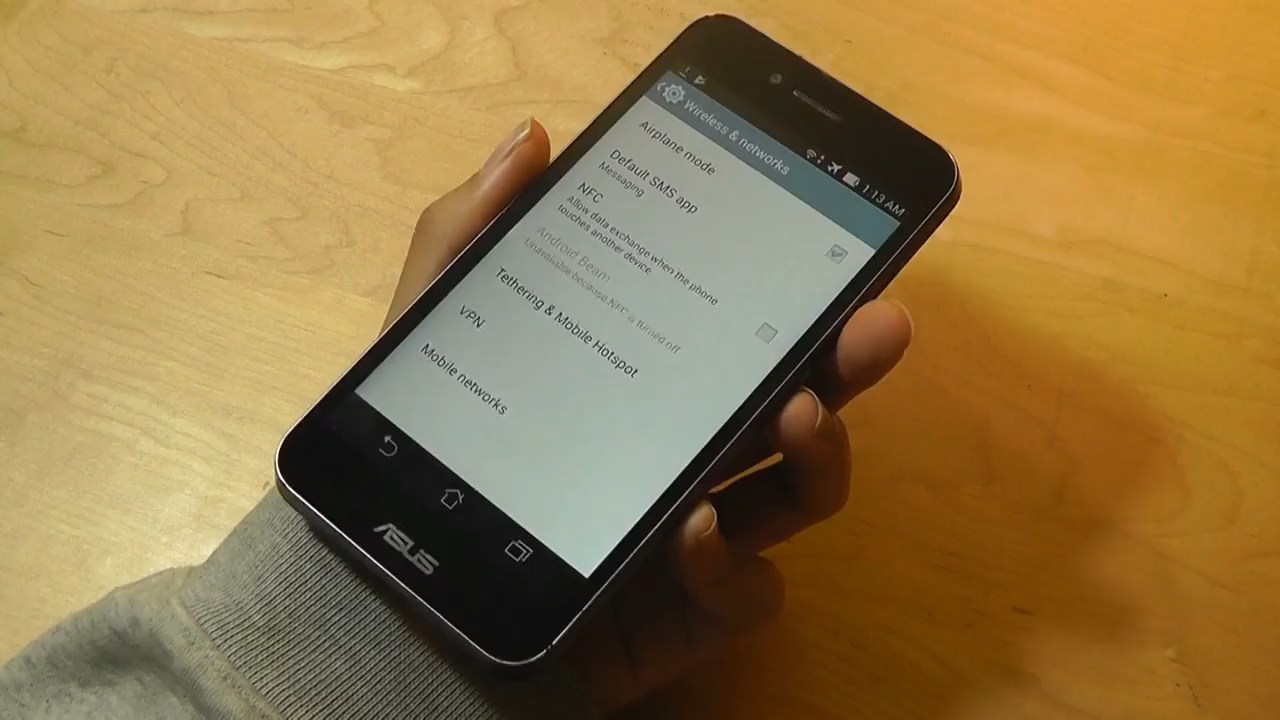 1:13 AM
Wireless & networks
Airplane mode
Default SMS app
Messaging
NFC
Allow data exchange when the phone
touches another device
Android Beam
Unavailable because NFC is turned off
Tethering & Mobile Hotspot
VPN
Mobile networks
ASUS